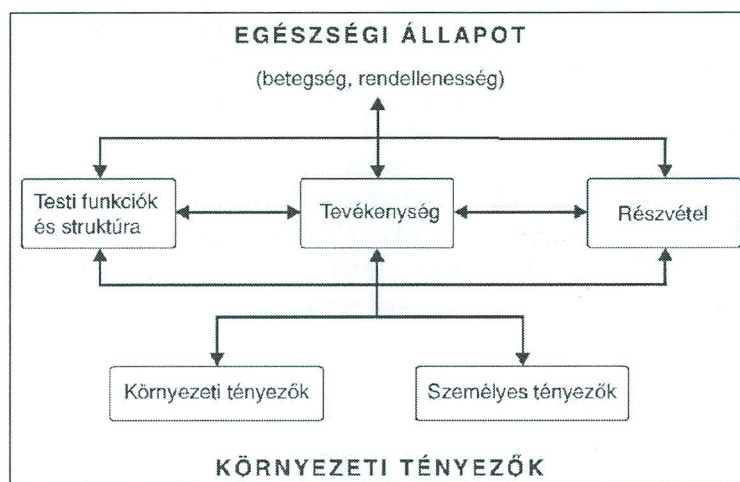 EGÉSZSÉGI ÁLLAPOT
(betegség, rendellenesség)
Testi funkciók
és struktúra
Tevékenység
Részvétel
Környezeti tényezők
Személyes tényezők
KÖRNYEZETI TÉNYEZŐK